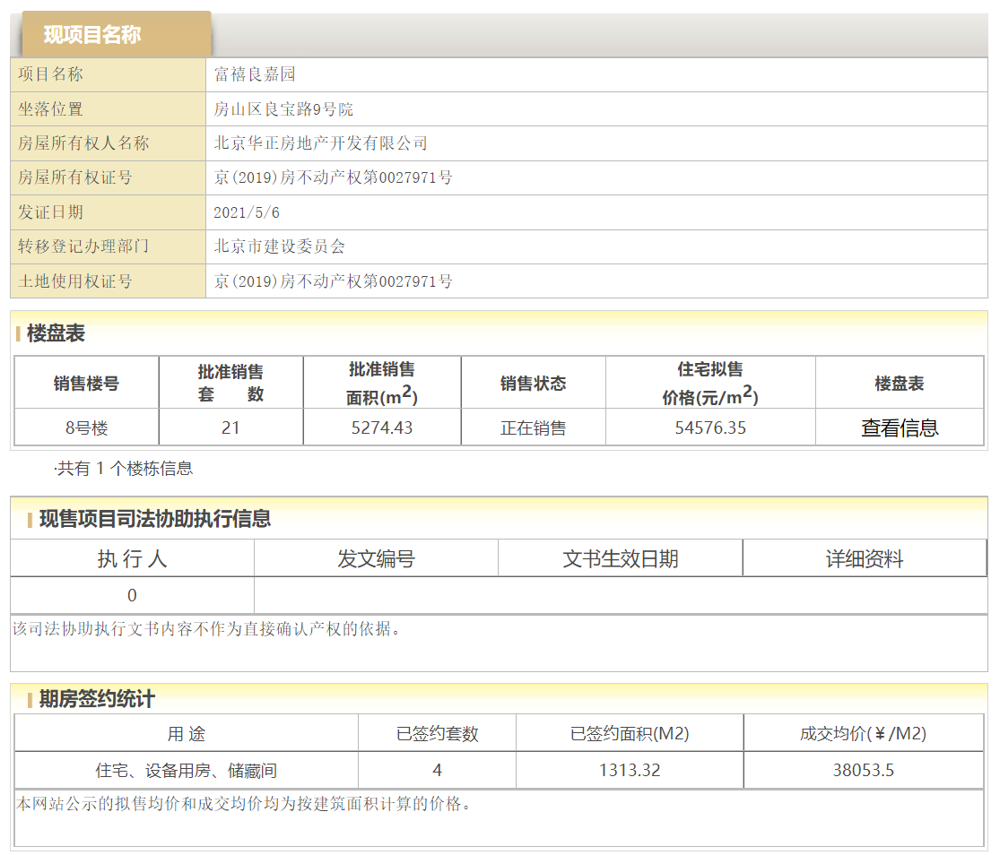 现项目名称
项目名称 富禧良嘉园
坐落位置 房山区良宝路9号院
房屋所有权人名称 北京华正房地产开发有限公司
房屋所有权证号 京(2019)房不动产权第0027971号
发证日期 2021/5/6
转移登记办理部门 北京市建设委员会
土地使用权证号 京(2019)房不动产权第0027971号
楼盘表
销售楼号 批准销售套 数 批准销售面积(m2) 销售状态 住宅拟售价格(元/m2) 楼盘表
8号楼 21 5274.43 正在销售 54576.35 查看信息
·共有 1 个楼栋信息
现售项目司法协助执行信息
执 行 人 发文编号 文书生效日期 详细资料
0
该司法协助执行文书内容不作为直接确认产权的依据。
期房签约统计
用 途 已签约套数 已签约面积(M2) 成交均价(¥/M2)
住宅、设备用房、储藏间 4 1313.32 38053.5
本网站公示的拟售均价和成交均价均为按建筑面积计算的价格。